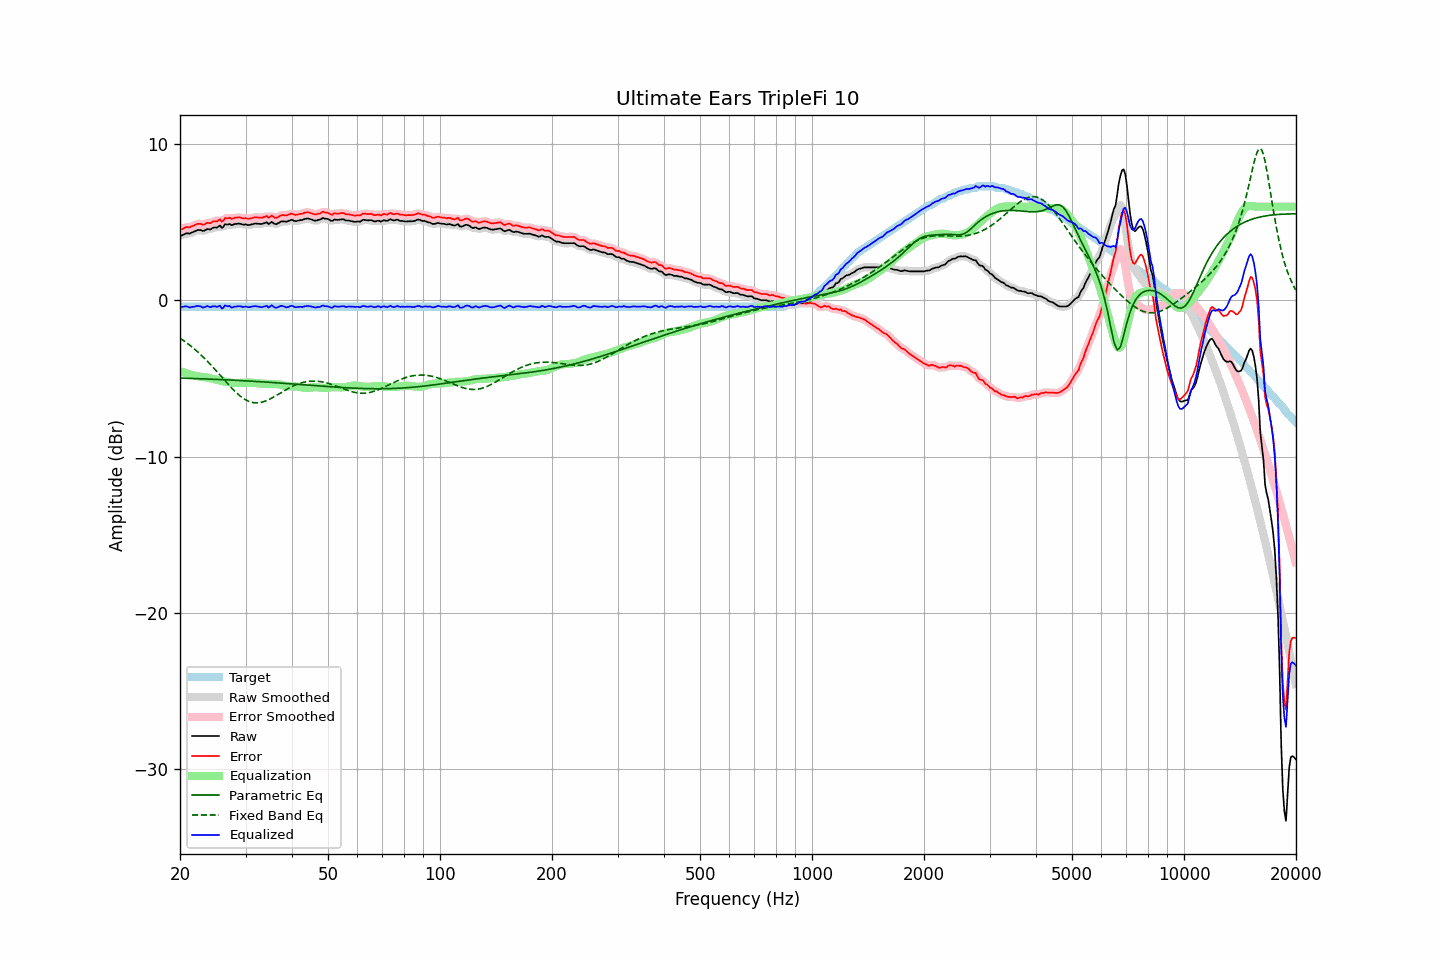 Ultimate Ears TripleFi 10
10
0
−10
−20
−30
Amplitude (dBr)
Target
Raw Smoothed
Error Smoothed
Raw
Error
Equalization
Parametric Eq
Fixed Band Eq
Equalized
20 50 100 200 500 1000 2000 5000 10000 20000
Frequency (Hz)